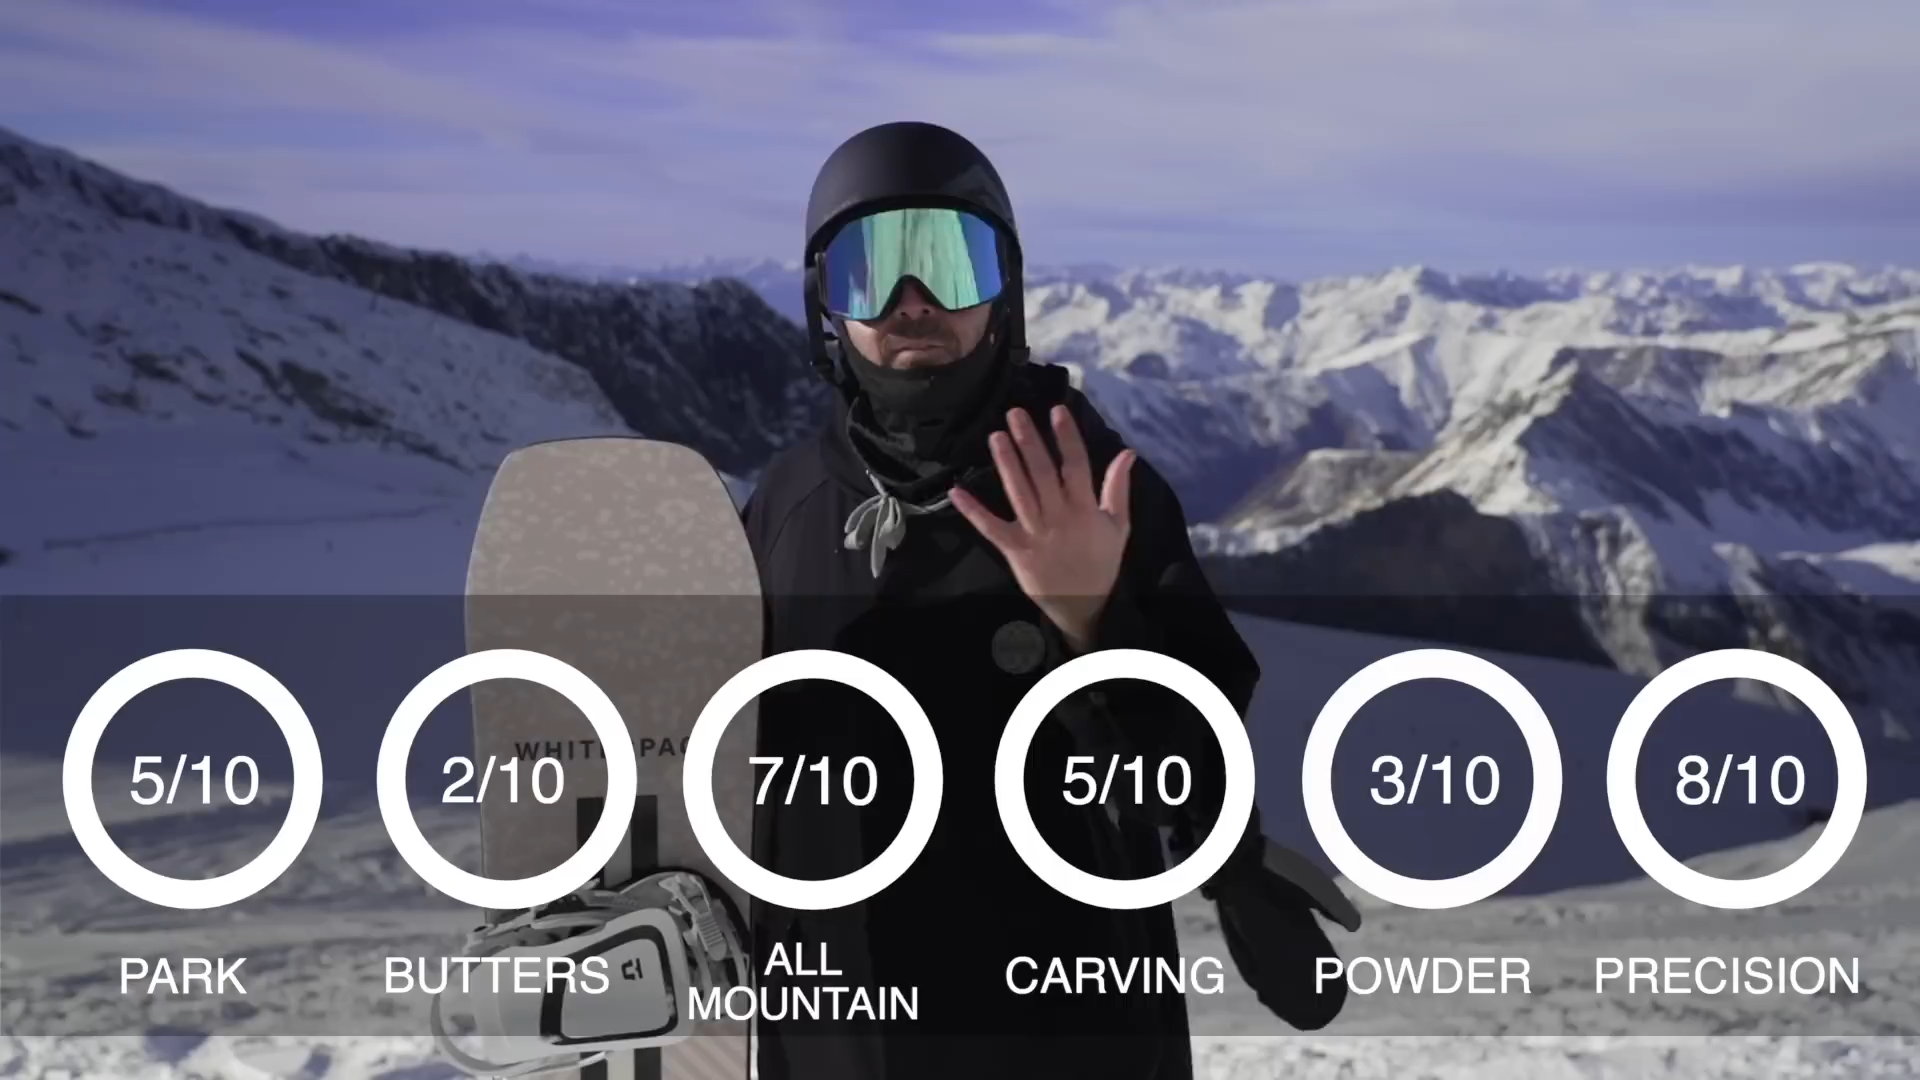 WHITESPACE
5/10
2/10
7/10
5/10
3/10
8/10
PARK
BUTTERS
ALL
MOUNTAIN
CARVING
POWDER
PRECISION